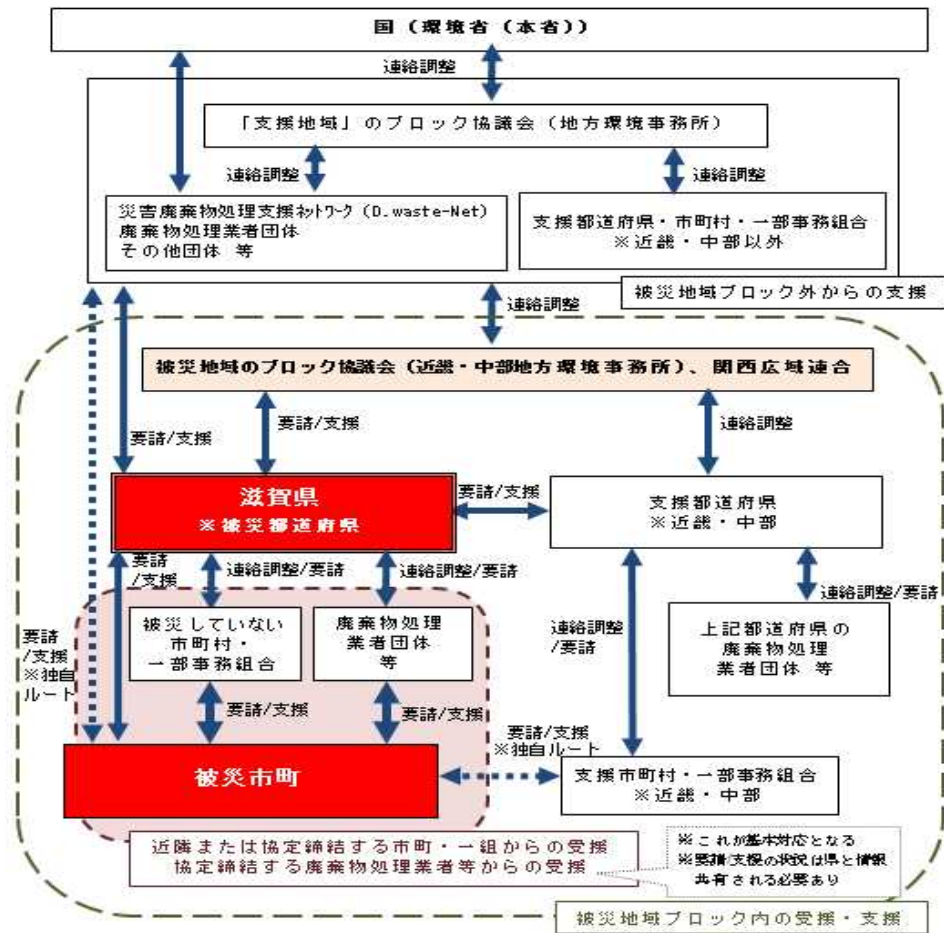 国（環境省（本省））
連絡調整
「支援地域」のブロック協議会（地方環境事務所）
連絡調整
連絡調整
災害廃棄物処理支援ネットワーク（D.waste-Net）
廃棄物処理業者団体
その他団体 等
支援都道府県・市町村・一部事務組合
※近畿・中部以外
被災地域ブロック外からの支援
連絡調整
被災地域のブロック協議会（近畿・中部地方環境事務所）、関西広域連合
要請/支援
要請/支援
連絡調整
滋賀県
※被災都道府県
要請/支援
支援都道府県
※近畿・中部
要請
/支援
連絡調整/要請
連絡調整/要請
連絡調整/要請
被災していない
市町村・
一部事務組合
廃棄物処理
業者団体
等
連絡調整
/要請
上記都道府県の
廃棄物処理
業者団体 等
要請
/支援
※独自
ルート
要請/支援
要請/支援
要請/支援
※独自ルート
被災市町
支援市町村・一部事務組合
※近畿・中部
近隣または協定締結する市町・一組からの受援
協定締結する廃棄物処理業者等からの受援
※これが基本対応となる
※要請/支援の状況は県と情報
共有される必要あり
被災地域ブロック内の受援・支援